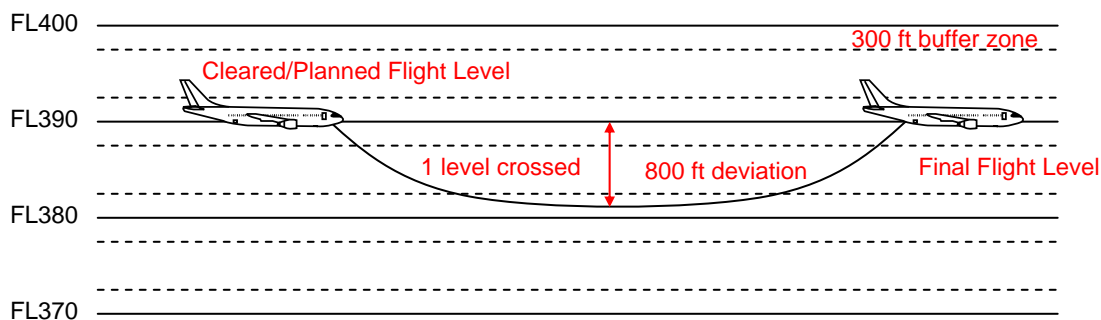 FL400
300 ft buffer zone
Cleared/Planned Flight Level
FL390
1 level crossed
800 ft deviation
Final Flight Level
FL380
FL370